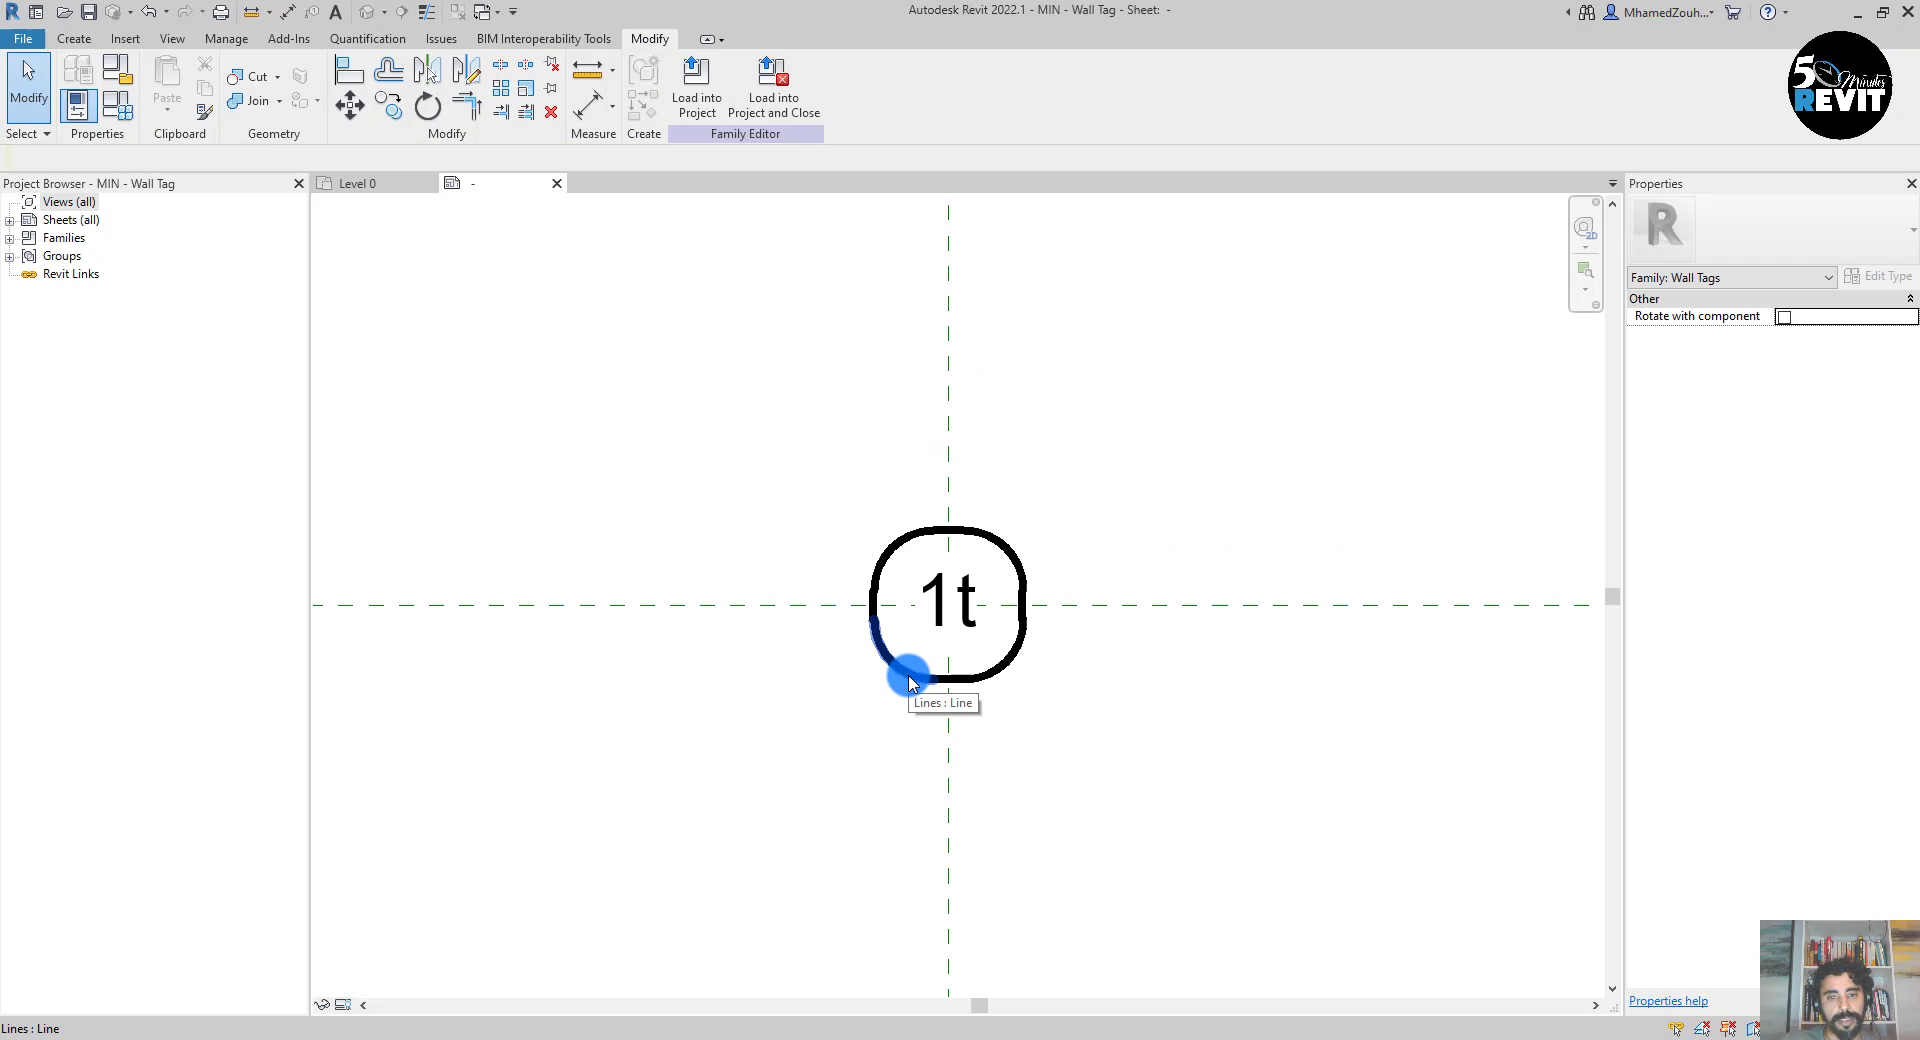 Autodesk Revit 2022.1 - MIN - Wall Tag - Sheet: -
MhamedZouh...
File Create Insert View Manage Add-Ins Quantification Issues BIM Interoperability Tools Modify
Modify
Paste
Cut
Join
Load into Project
Load into Project and Close
Select Properties Clipboard Geometry Modify Measure Create Family Editor
5 Minutes
REVIT
Project Browser - MIN - Wall Tag
Level 0
-
Properties
Views (all)
Sheets (all)
Families
Groups
Revit Links
2D
R
Family: Wall Tags
Edit Type
Other
Rotate with component
1t
Lines : Line
Properties help
Lines : Line